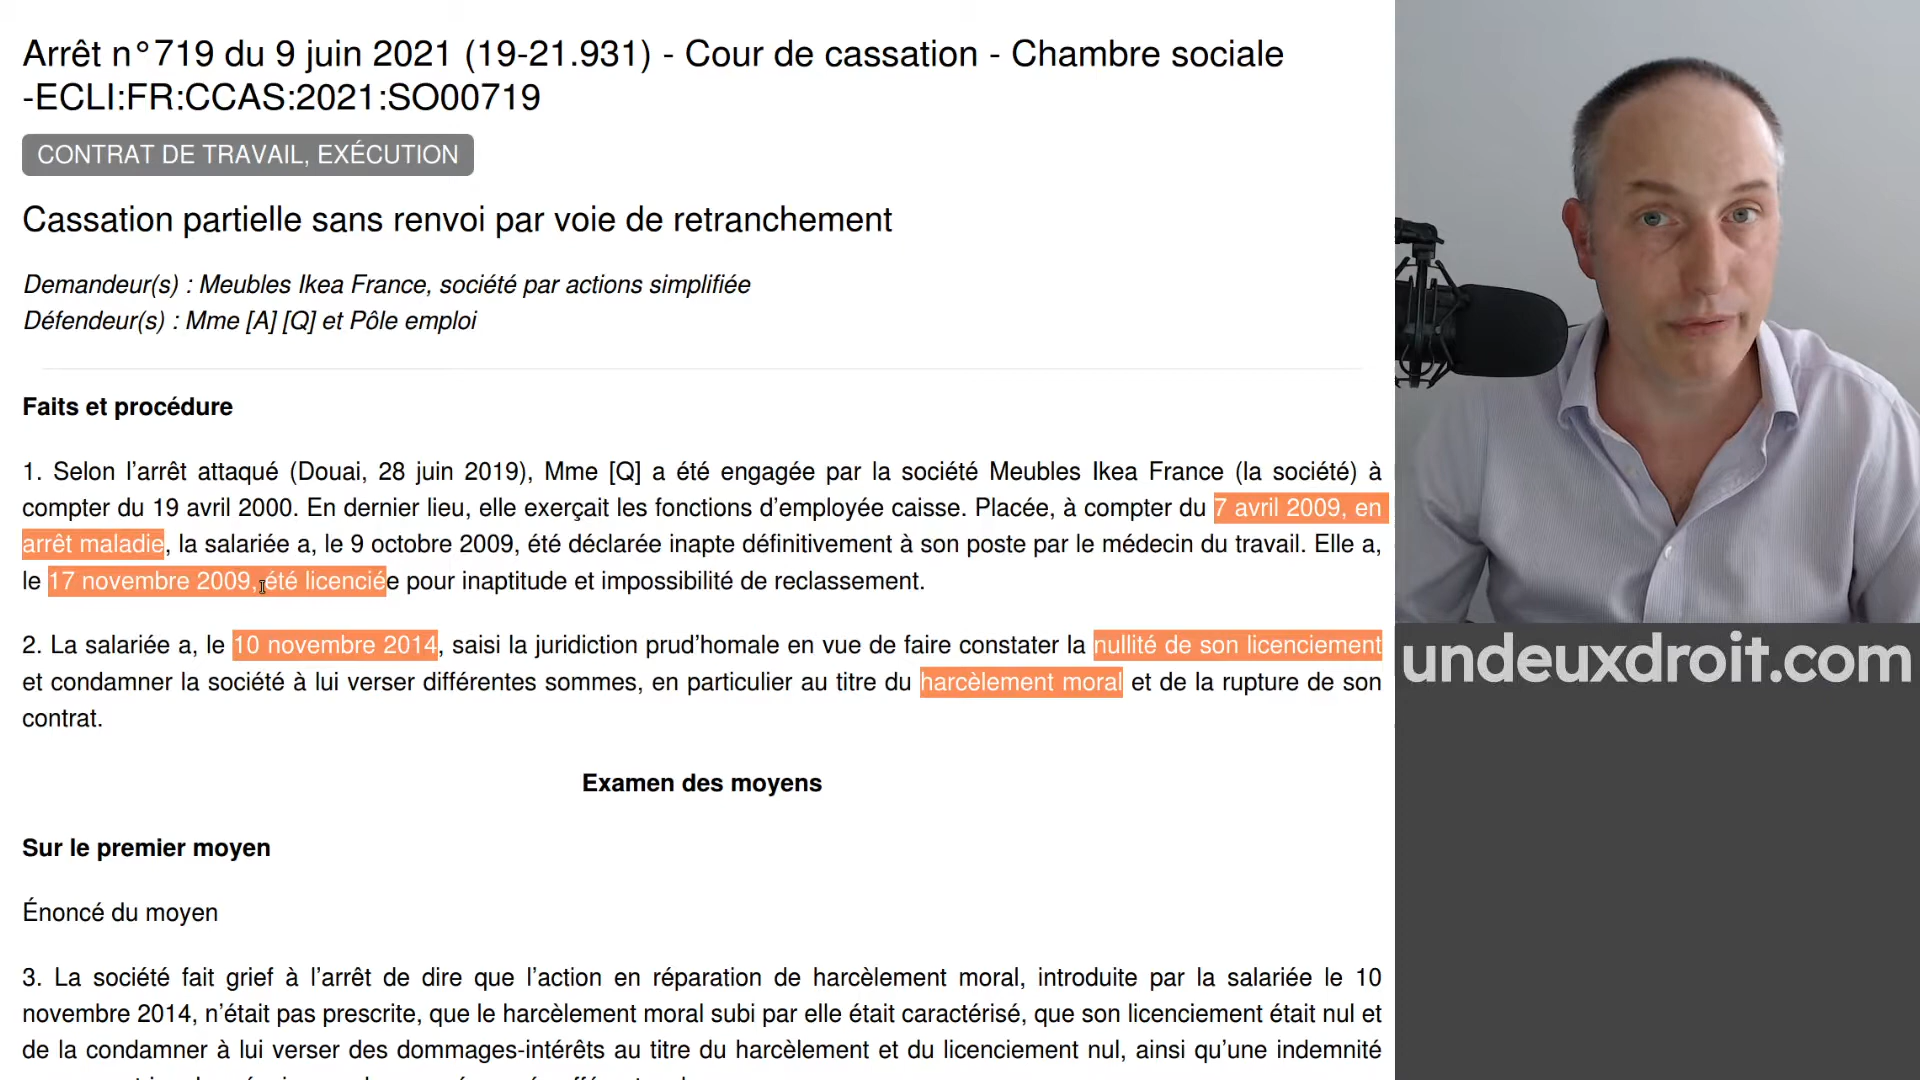 Arrêt n°719 du 9 juin 2021 (19-21.931) - Cour de cassation - Chambre sociale
-ECLI:FR:CCAS:2021:SO00719
CONTRAT DE TRAVAIL, EXÉCUTION
Cassation partielle sans renvoi par voie de retranchement
Demandeur(s) : Meubles Ikea France, société par actions simplifiée
Défendeur(s) : Mme [A] [Q] et Pôle emploi
Faits et procédure
1. Selon l’arrêt attaqué (Douai, 28 juin 2019), Mme [Q] a été engagée par la société Meubles Ikea France (la société) à
compter du 19 avril 2000. En dernier lieu, elle exerçait les fonctions d’employée caisse. Placée, à compter du 7 avril 2009, en
arrêt maladie, la salariée a, le 9 octobre 2009, été déclarée inapte définitivement à son poste par le médecin du travail. Elle a,
le 17 novembre 2009, été licenciée pour inaptitude et impossibilité de reclassement.
2. La salariée a, le 10 novembre 2014, saisi la juridiction prud’homale en vue de faire constater la nullité de son licenciement
et condamner la société à lui verser différentes sommes, en particulier au titre du harcèlement moral et de la rupture de son
contrat.
Examen des moyens
Sur le premier moyen
Énoncé du moyen
3. La société fait grief à l’arrêt de dire que l’action en réparation de harcèlement moral, introduite par la salariée le 10
novembre 2014, n’était pas prescrite, que le harcèlement moral subi par elle était caractérisé, que son licenciement était nul et
de la condamner à lui verser des dommages-intérêts au titre du harcèlement et du licenciement nul, ainsi qu’une indemnité
undeuxdroit.com